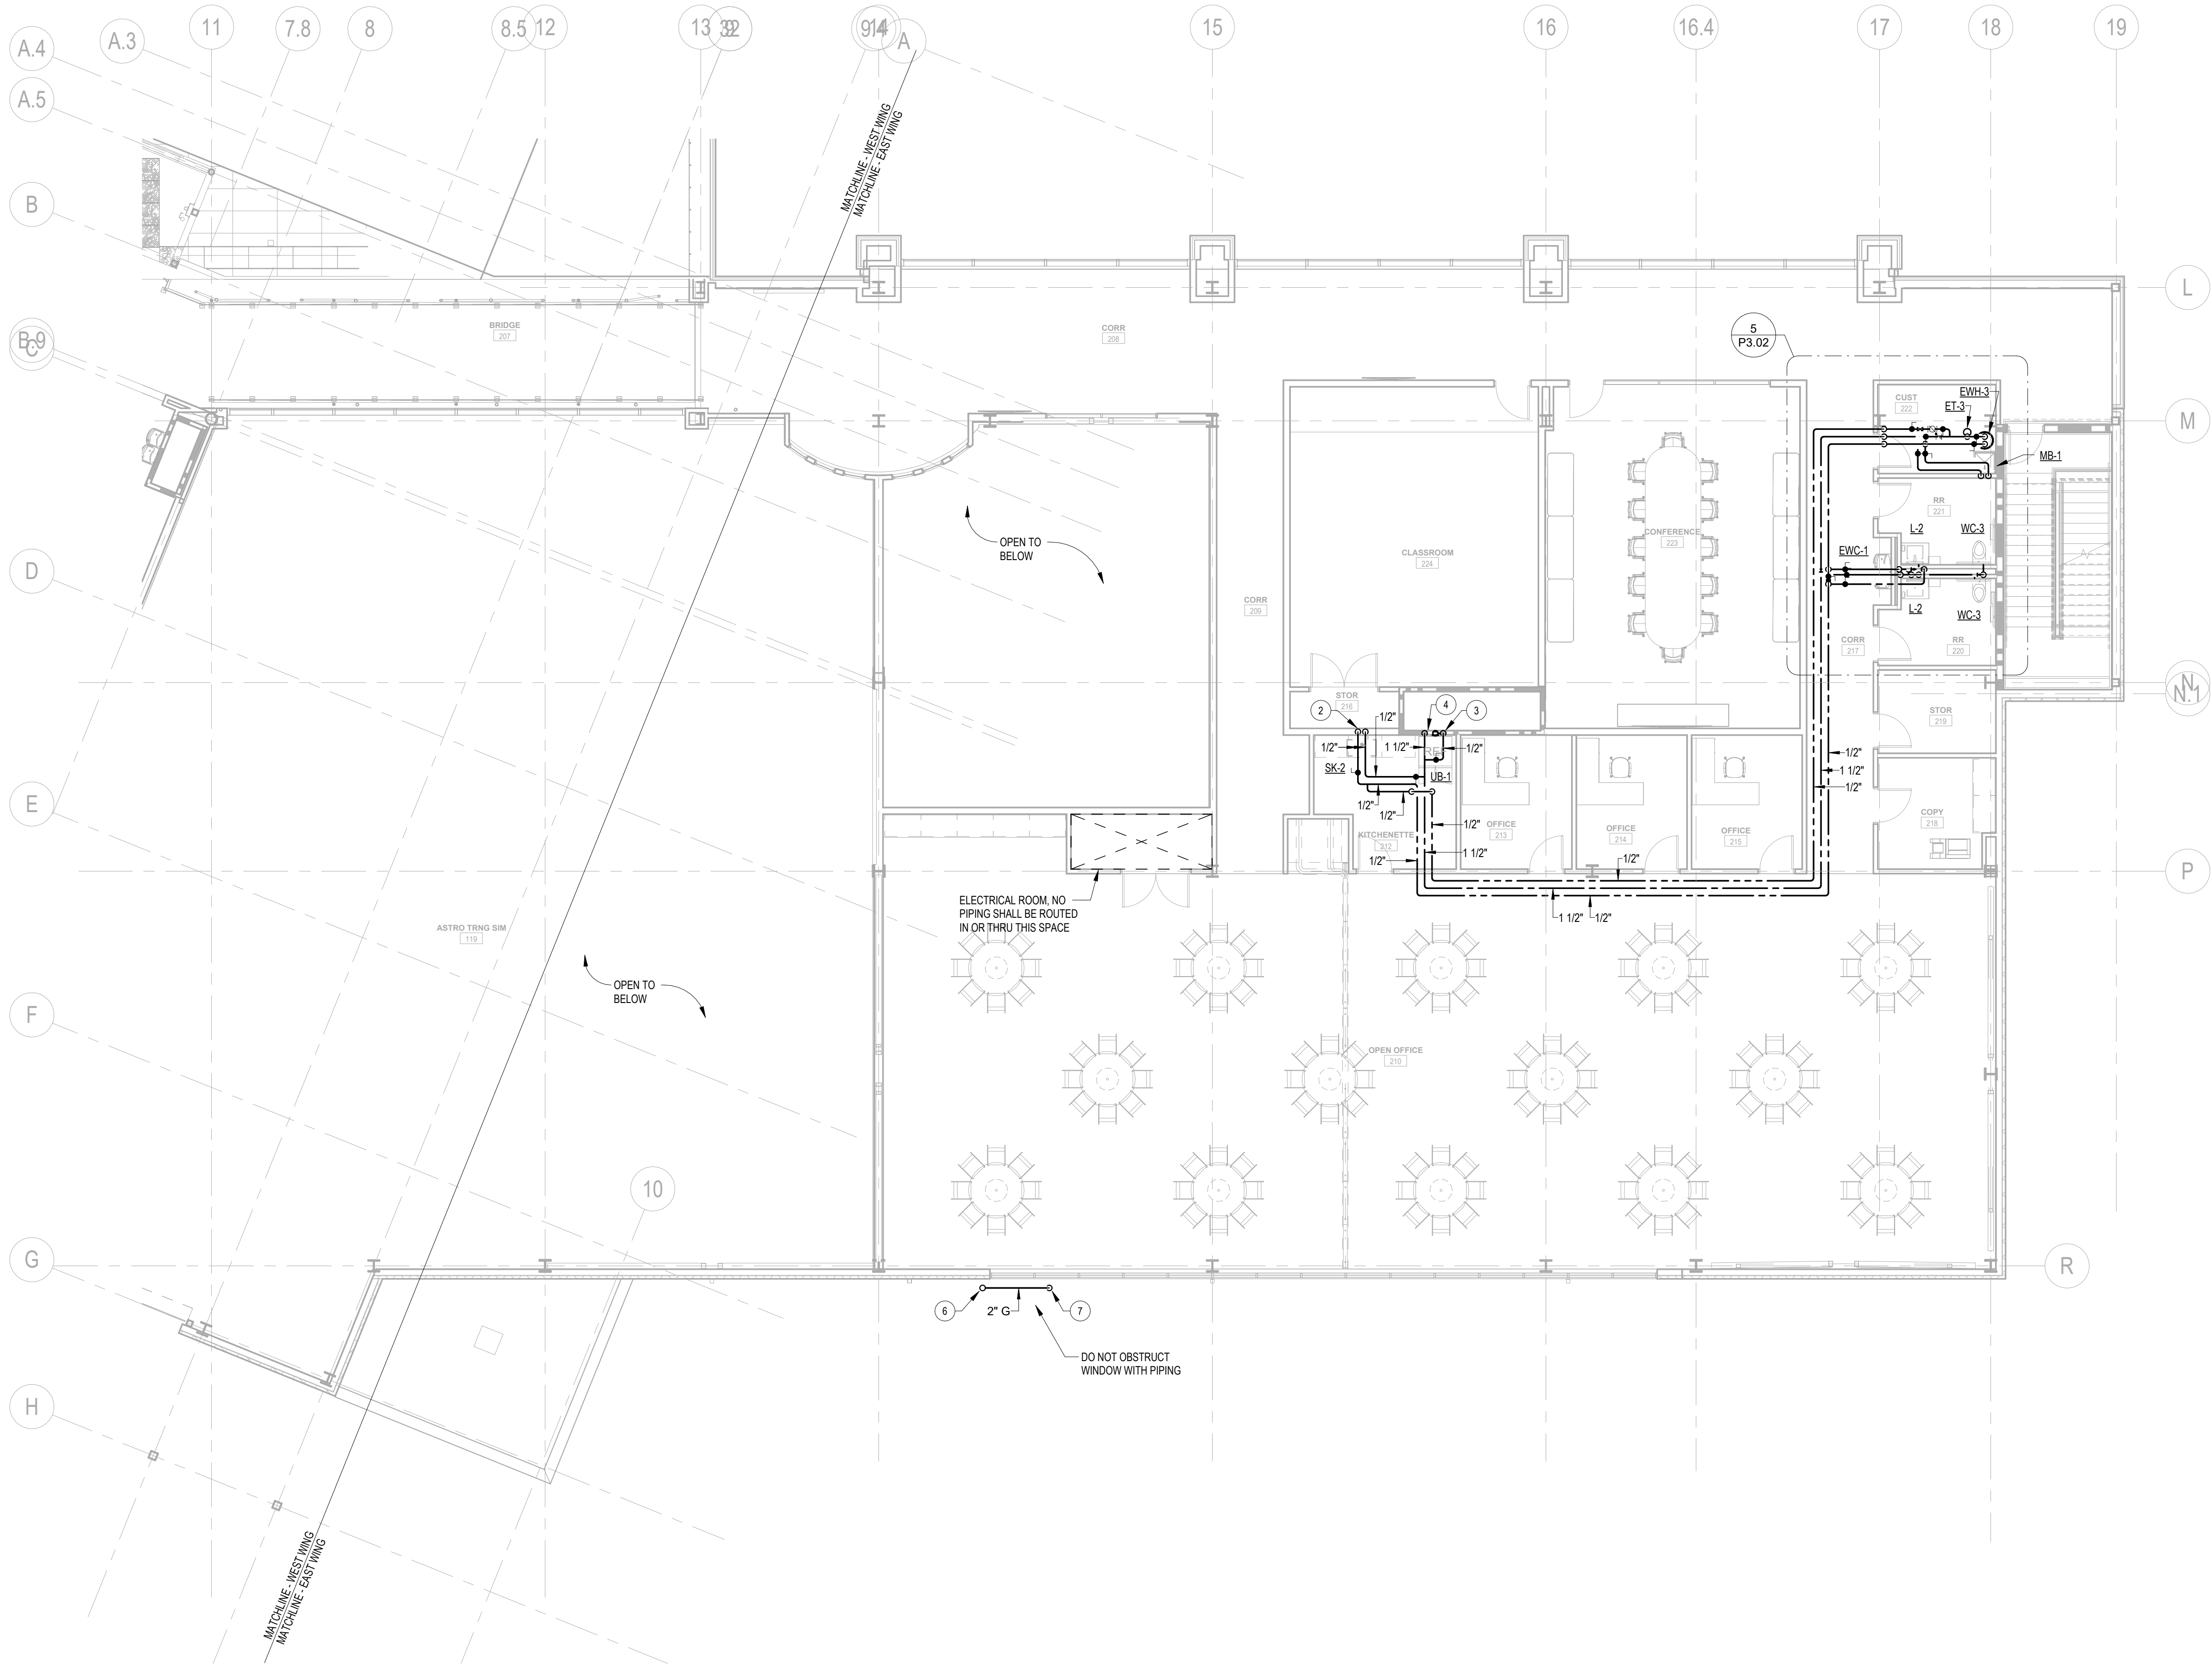 11
7.8
8
8.5
12
13
9.4
A
15
16
16.4
17
18
19
A.4
A.3
A.5
B
B.9
C
D
E
F
G
H
10
L
M
N
N.1
P
R
MATCHLINE - WEST WING
MATCHLINE - EAST WING
BRIDGE
207
CORR
208
5
P3.02
CUST
222
ET-3
EWH-3
MB-1
RR
221
L-2
WC-3
EWC-1
L-2
WC-3
CORR
217
RR
220
OPEN TO
BELOW
CLASSROOM
224
CONFERENCE
223
CORR
209
STOR
216
STOR
219
2
4
3
1/2"
1/2"
1 1/2"
1/2"
REF
SK-2
UB-1
1/2"
1/2"
1/2"
1 1/2"
1/2"
1/2"
1 1/2"
1/2"
KITCHENETTE
212
OFFICE
213
OFFICE
214
OFFICE
215
COPY
218
1/2"
1 1/2"
1/2"
ELECTRICAL ROOM, NO
PIPING SHALL BE ROUTED
IN OR THRU THIS SPACE
ASTRO TRNG SIM
119
OPEN TO
BELOW
OPEN OFFICE
210
6
2" G
7
DO NOT OBSTRUCT
WINDOW WITH PIPING
MATCHLINE - WEST WING
MATCHLINE - EAST WING